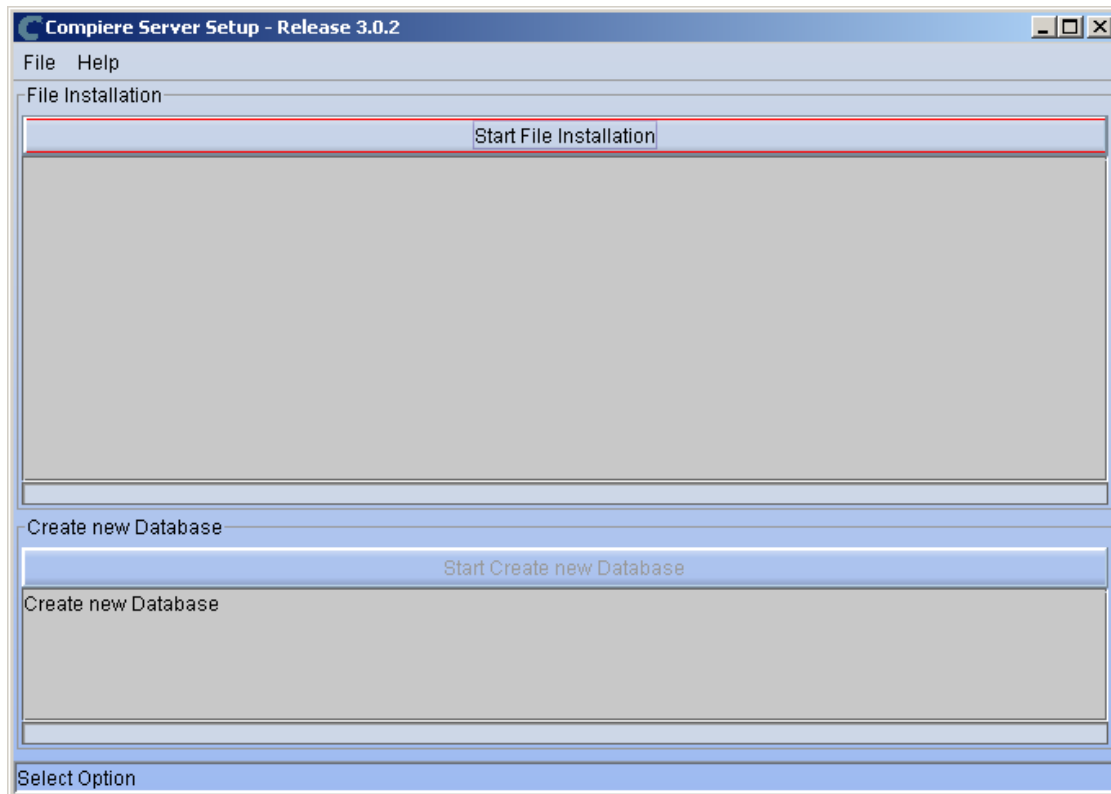 Compiere Server Setup - Release 3.0.2
File Help
File Installation
Start File Installation
Create new Database
Start Create new Database
Create new Database
Select Option